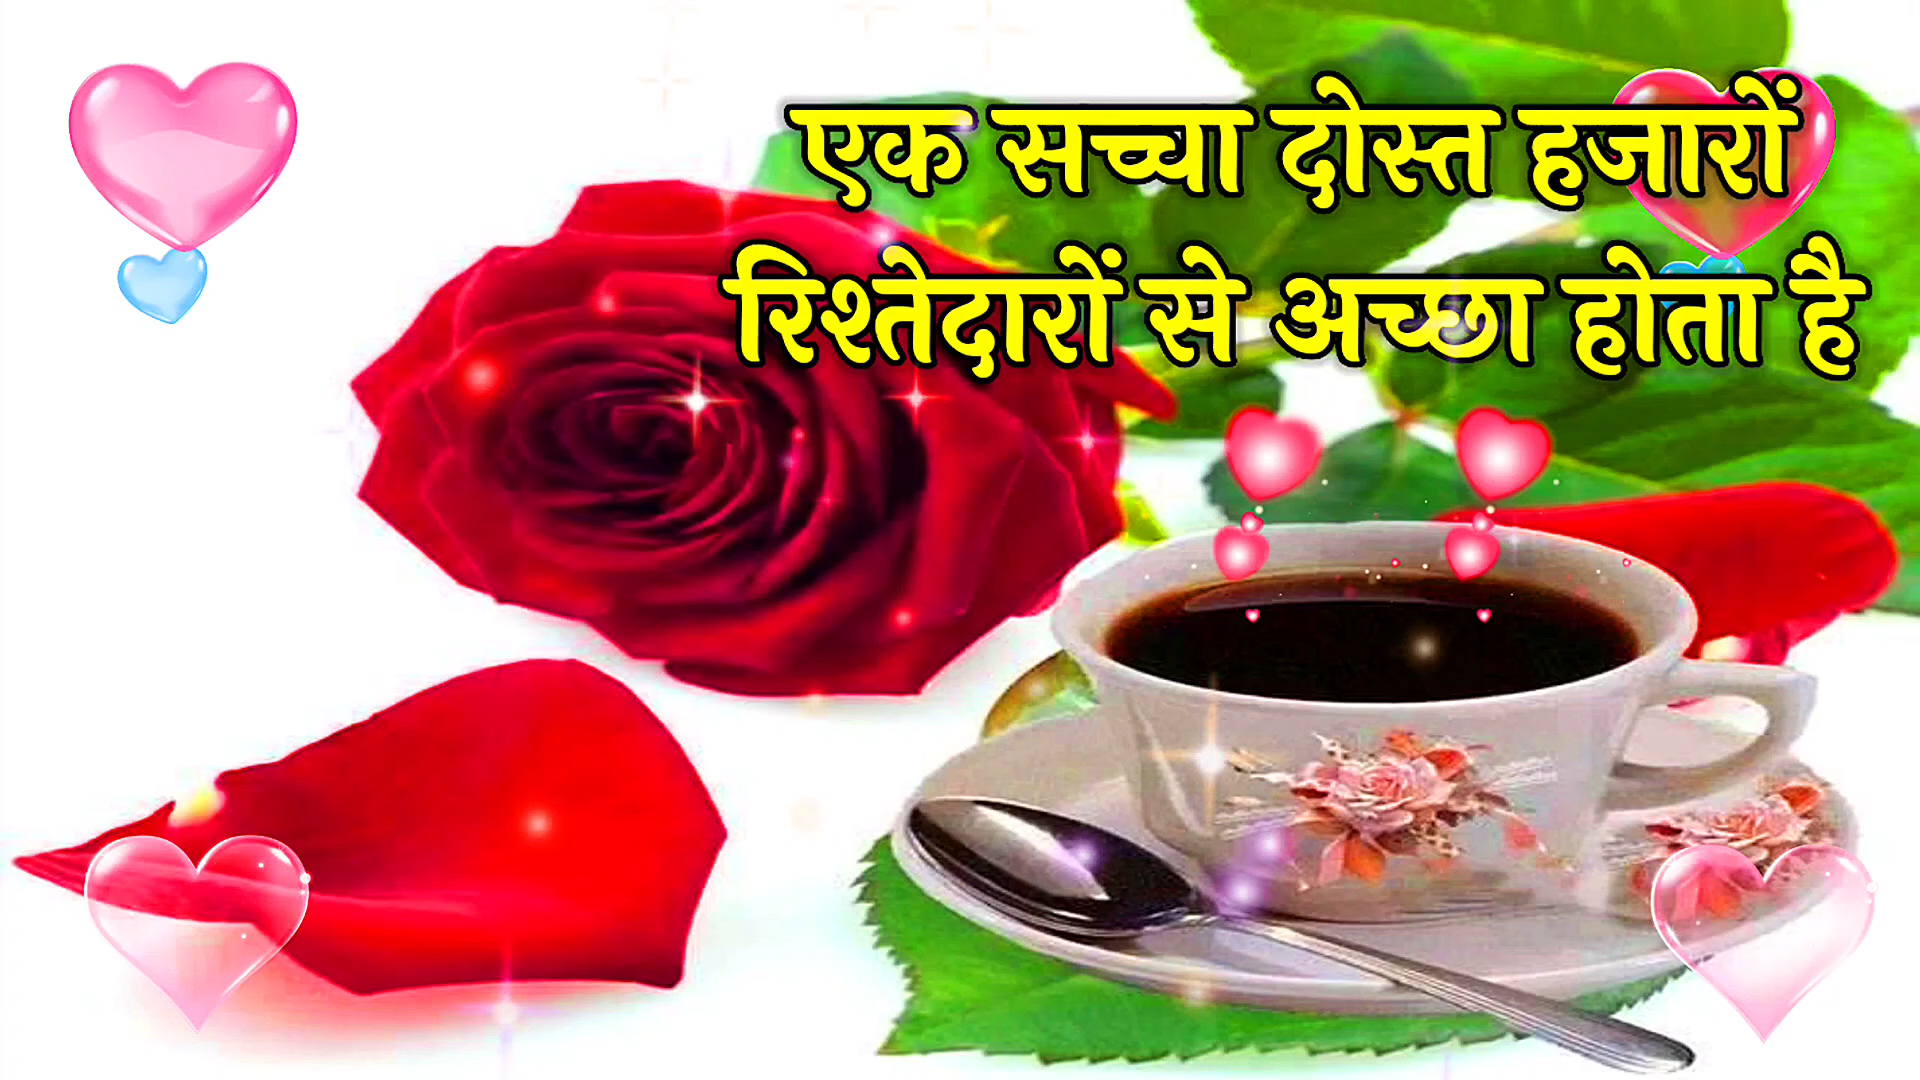 एक सच्चा दोस्त हजारों
रिश्तेदारों से अच्छा होता है